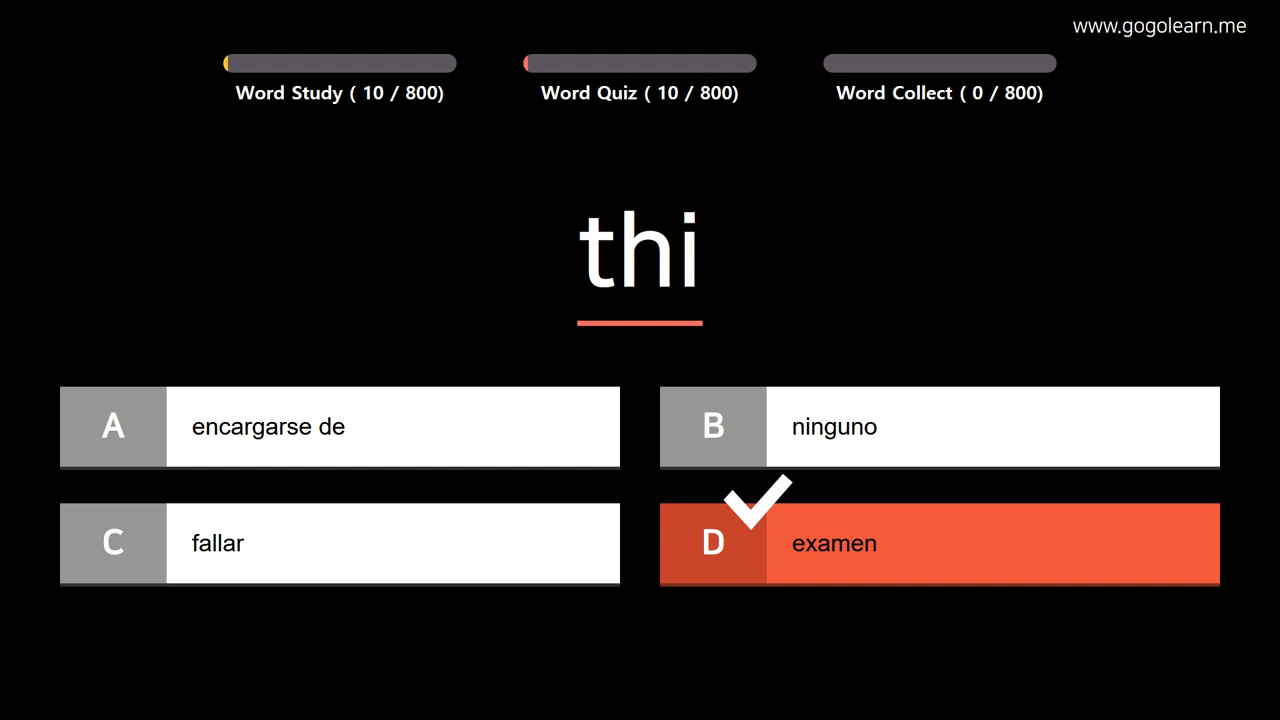 www.gogolearn.me
Word Study ( 10 / 800)
Word Quiz ( 10 / 800)
Word Collect ( 0 / 800)
thi
A encargarse de
B ninguno
C fallar
D examen